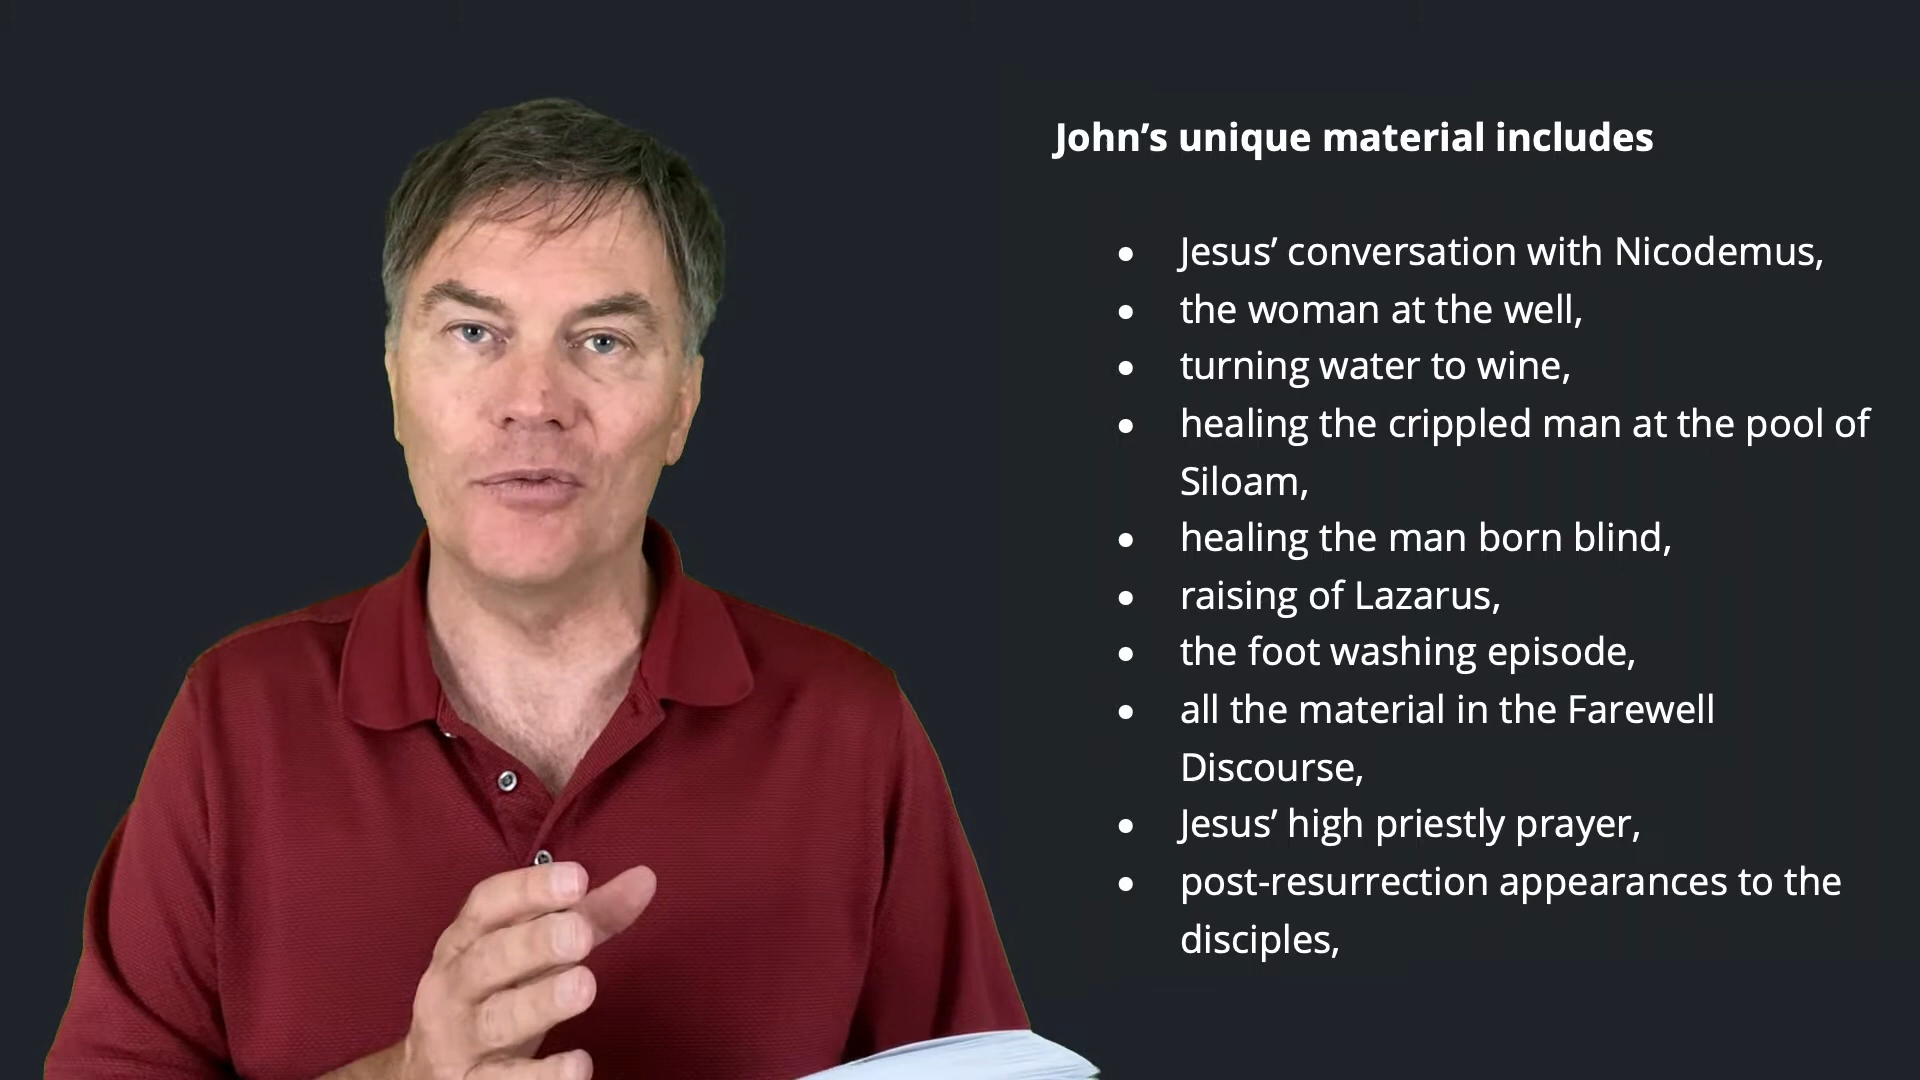 John’s unique material includes
• Jesus’ conversation with Nicodemus,
• the woman at the well,
• turning water to wine,
• healing the crippled man at the pool of
Siloam,
• healing the man born blind,
• raising of Lazarus,
• the foot washing episode,
• all the material in the Farewell
Discourse,
• Jesus’ high priestly prayer,
• post-resurrection appearances to the
disciples,